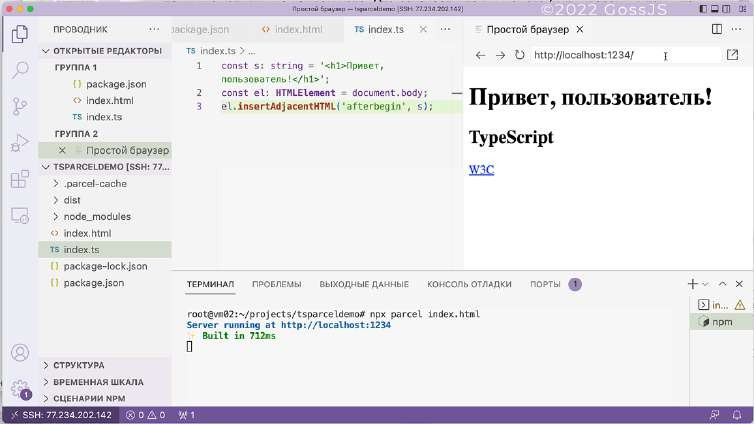 ©2022 GossJS
Простой браузер — tsparceldemo [SSH: 77.234.202.142]
ПРОВОДНИК
package.json
index.html
index.ts
Простой браузер
ОТКРЫТЫЕ РЕДАКТОРЫ
ГРУППА 1
package.json
index.html
TS index.ts
ГРУППА 2
Простой браузер
TSPARCELDEMO [SSH: 77....
.parcel-cache
dist
node_modules
index.html
TS index.ts
package-lock.json
package.json
СТРУКТУРА
ВРЕМЕННАЯ ШКАЛА
СЦЕНАРИИ NPM
TS index.ts > ...
1 const s: string = '<h1>Привет,
пользователь!</h1>';
2 const el: HTMLElement = document.body;
3 el.insertAdjacentHTML('afterbegin', s);
http://localhost:1234/
Привет, пользователь!
TypeScript
W3C
ТЕРМИНАЛ ПРОБЛЕМЫ ВЫХОДНЫЕ ДАННЫЕ КОНСОЛЬ ОТЛАДКИ ПОРТЫ 1
root@vm02:~/projects/tsparceldemo# npx parcel index.html
Server running at http://localhost:1234
Built in 712ms
in...
npm
1
SSH: 77.234.202.142 0 0 1